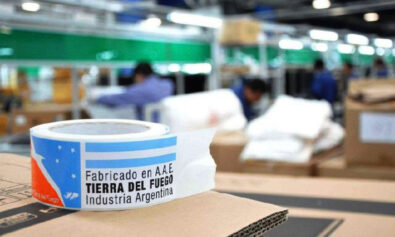 Fabricado en A.A.E.
TIERRA DEL FUEGO
Industria Argentina